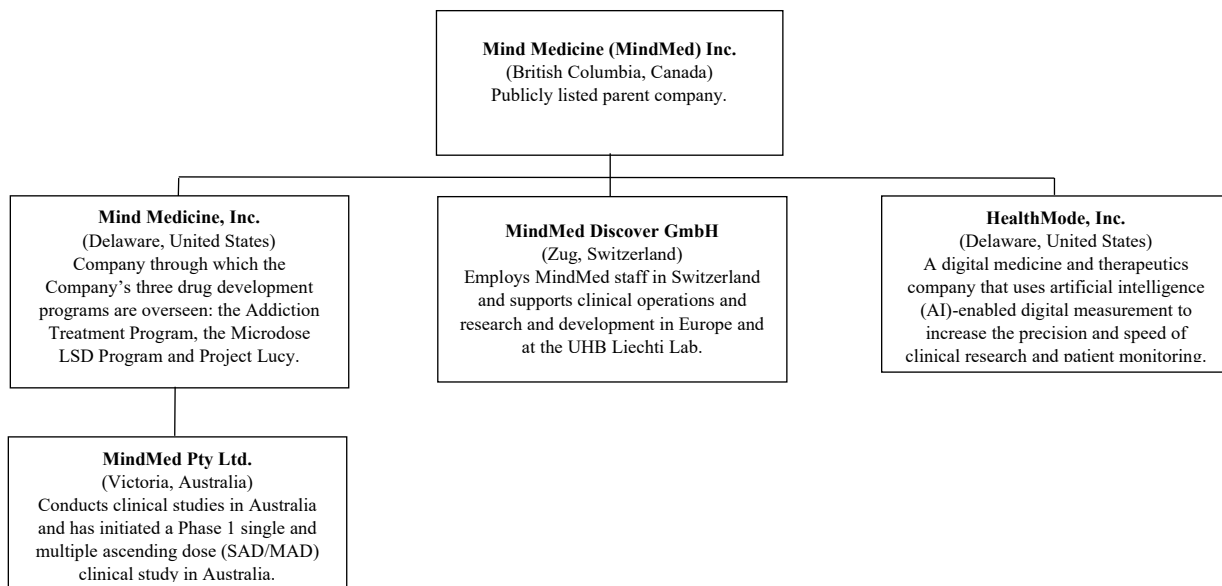 Mind Medicine (MindMed) Inc.
(British Columbia, Canada)
Publicly listed parent company.
Mind Medicine, Inc.
(Delaware, United States)
Company through which the
Company’s three drug development
programs are overseen: the Addiction
Treatment Program, the Microdose
LSD Program and Project Lucy.
MindMed Discover GmbH
(Zug, Switzerland)
Employs MindMed staff in Switzerland
and supports clinical operations and
research and development in Europe and
at the UHB Liechti Lab.
HealthMode, Inc.
(Delaware, United States)
A digital medicine and therapeutics
company that uses artificial intelligence
(AI)-enabled digital measurement to
increase the precision and speed of
clinical research and patient monitoring.
MindMed Pty Ltd.
(Victoria, Australia)
Conducts clinical studies in Australia
and has initiated a Phase 1 single and
multiple ascending dose (SAD/MAD)
clinical study in Australia.